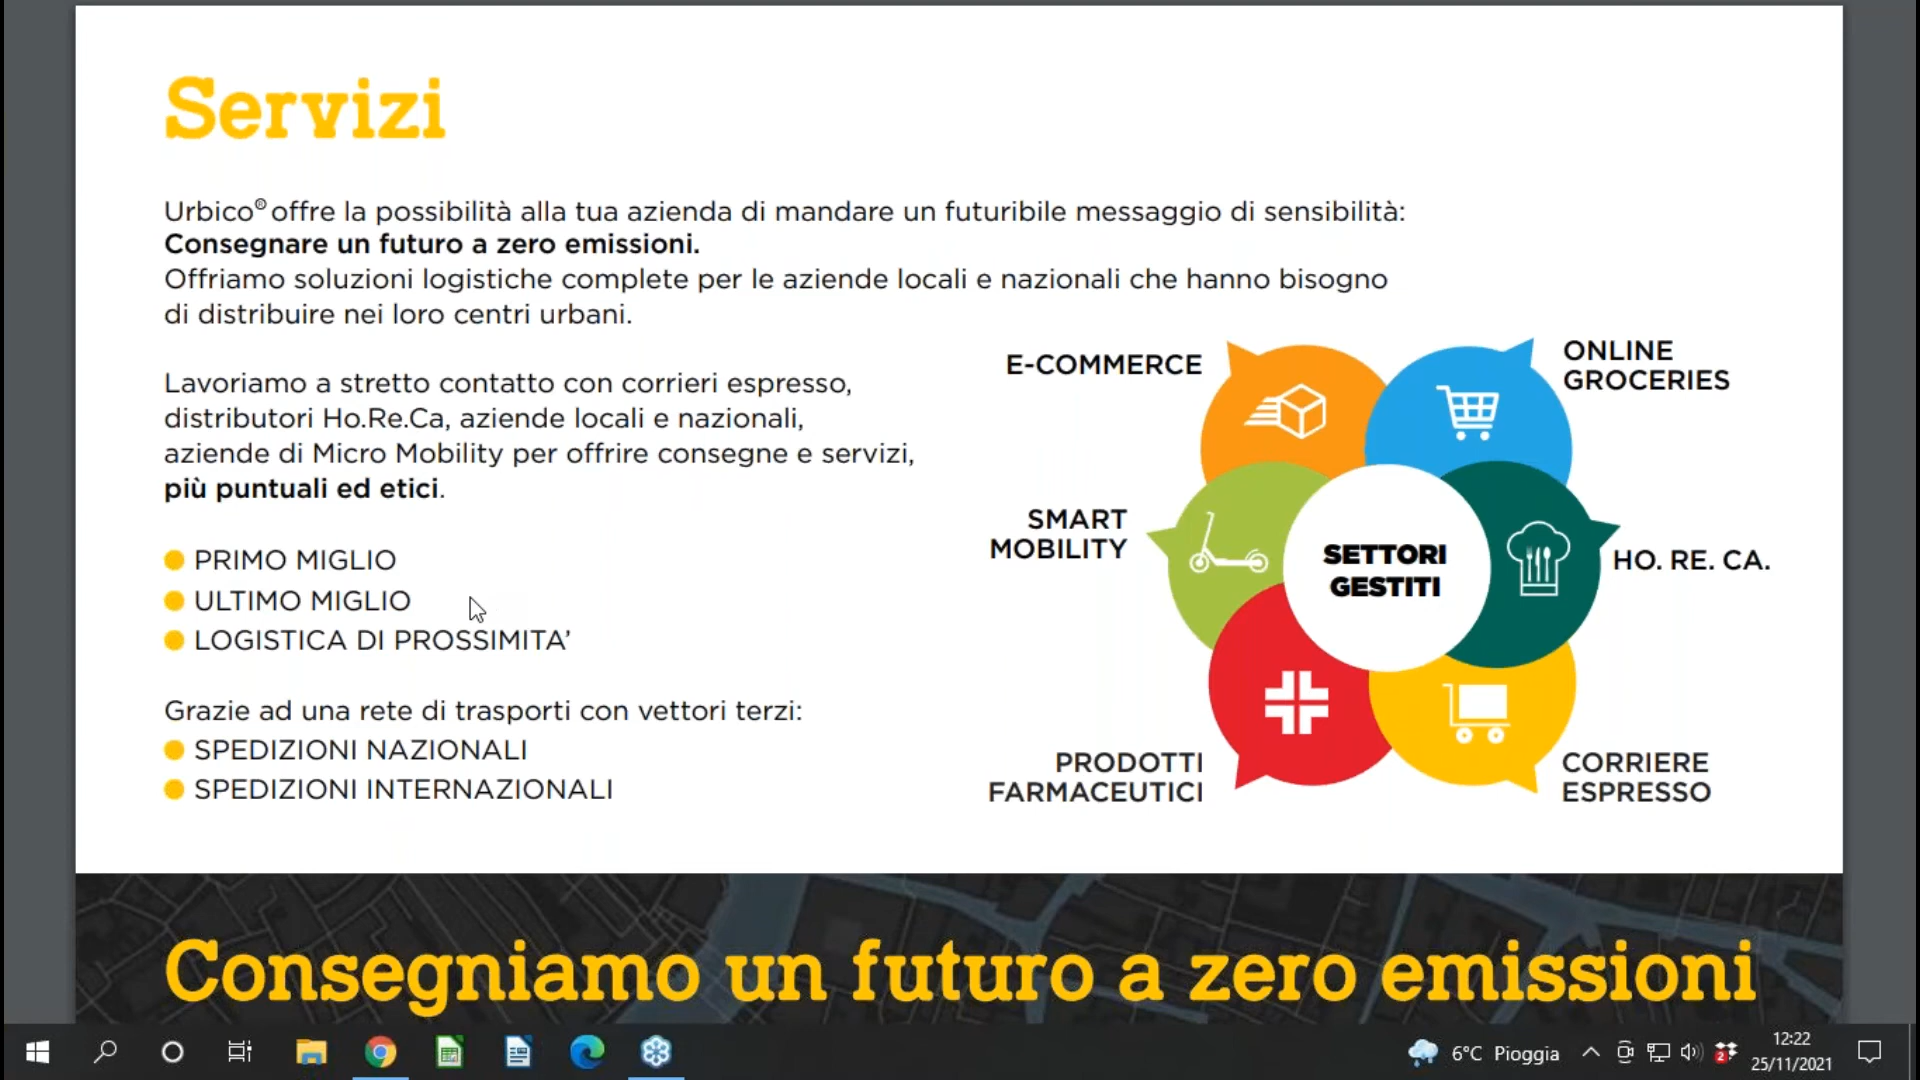 Servizi
Urbico® offre la possibilità alla tua azienda di mandare un futuribile messaggio di sensibilità:
Consegnare un futuro a zero emissioni.
Offriamo soluzioni logistiche complete per le aziende locali e nazionali che hanno bisogno
di distribuire nei loro centri urbani.
Lavoriamo a stretto contatto con corrieri espresso,
distributori Ho.Re.Ca, aziende locali e nazionali,
aziende di Micro Mobility per offrire consegne e servizi,
più puntuali ed etici.
PRIMO MIGLIO
ULTIMO MIGLIO
LOGISTICA DI PROSSIMITA’
Grazie ad una rete di trasporti con vettori terzi:
SPEDIZIONI NAZIONALI
SPEDIZIONI INTERNAZIONALI
E-COMMERCE
ONLINE
GROCERIES
SMART
MOBILITY
SETTORI
GESTITI
HO. RE. CA.
PRODOTTI
FARMACEUTICI
CORRIERE
ESPRESSO
Consegniamo un futuro a zero emissioni
6°C Pioggia
2
12:22
25/11/2021